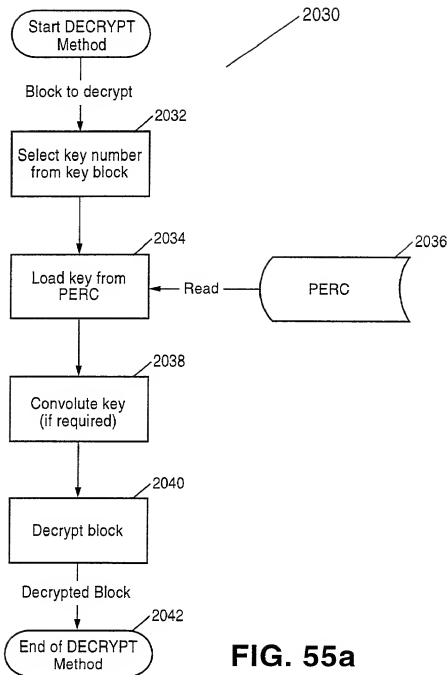 Start DECRYPT
Method
2030
Block to decrypt
2032
Select key number
from key block
2034
2036
Load key from
PERC
Read
PERC
2038
Convolute key
(if required)
2040
Decrypt block
Decrypted Block
2042
End of DECRYPT
Method
FIG. 55a